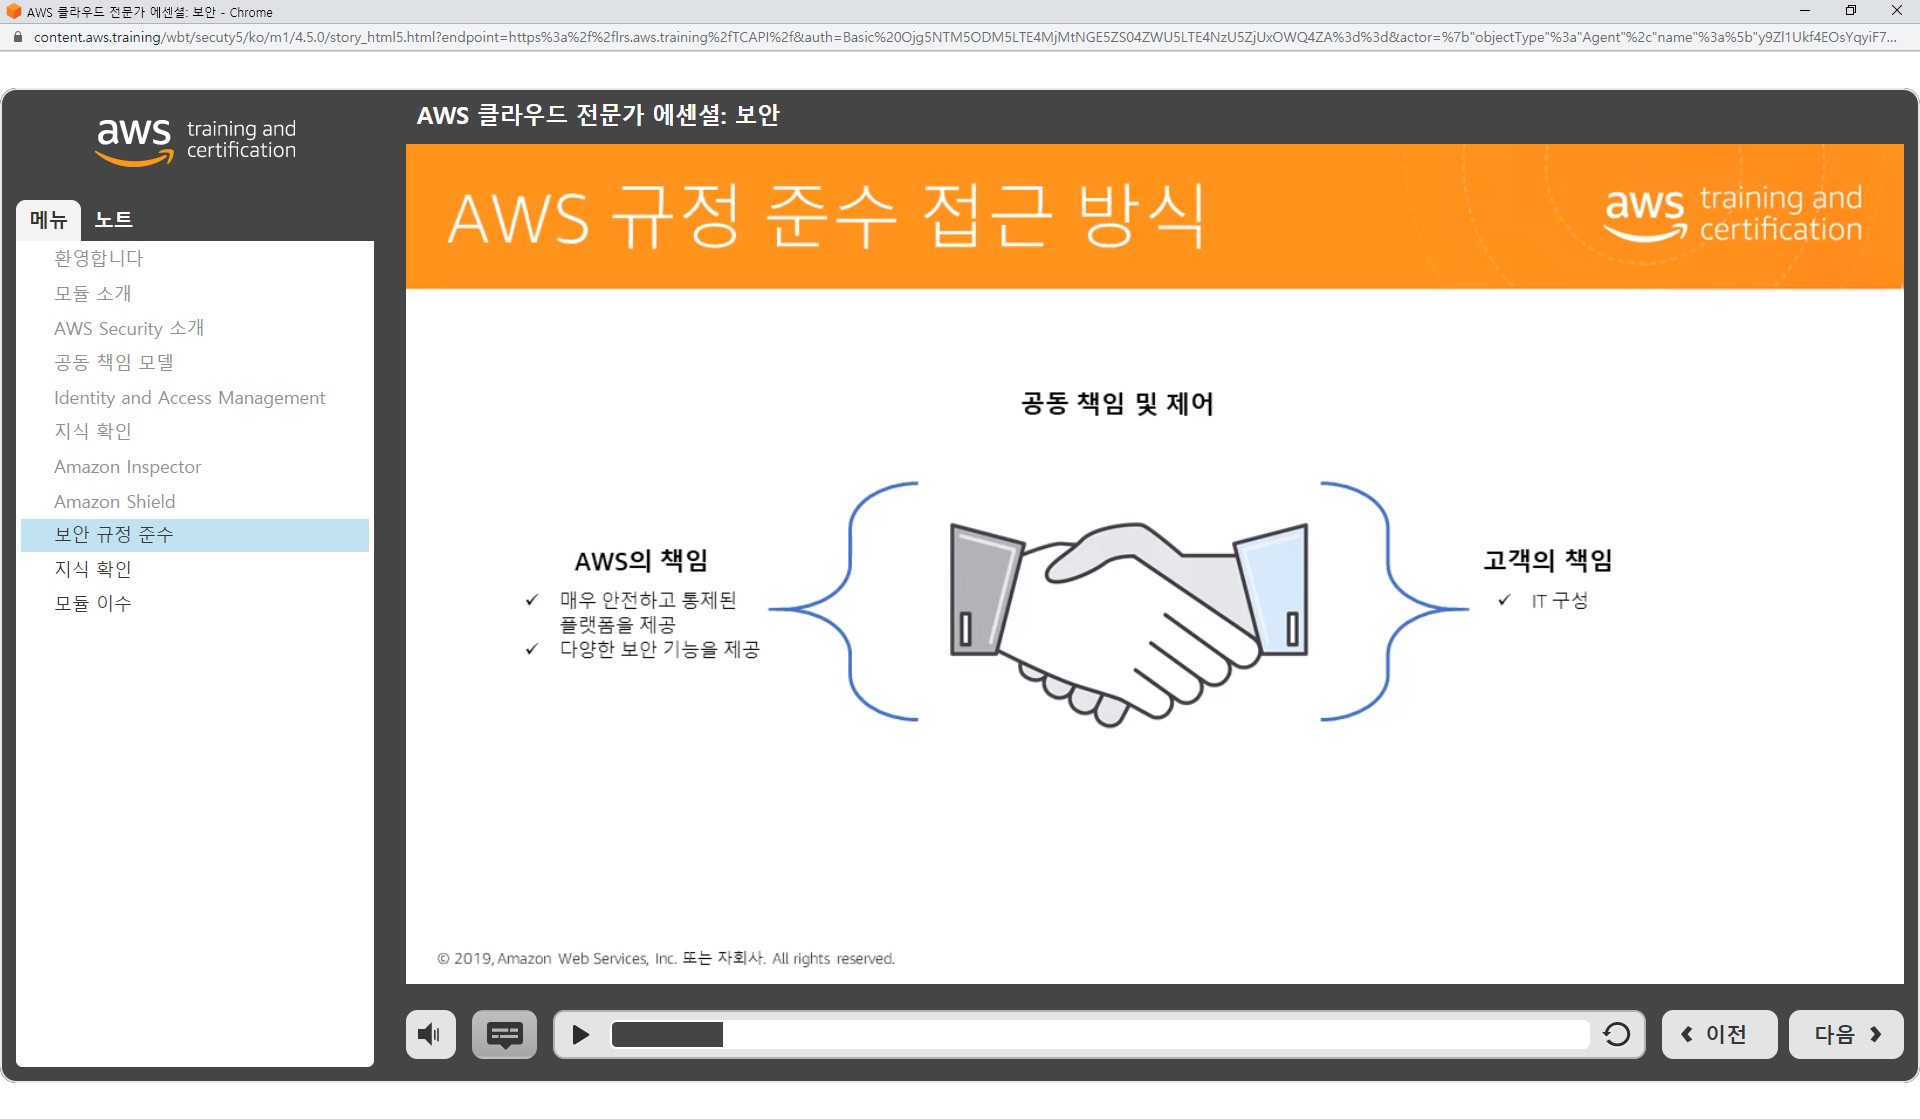 AWS 클라우드 전문가 에센셜: 보안 - Chrome
content.aws.training/wbt/secuty5/ko/m1/4.5.0/story_html5.html?endpoint=https%3a%2f%2flrs.aws.training%2fTCAPI%2f&auth=Basic%20Ojg5NTM5ODM5LTE4MjMtNGE5ZS04ZWU5LTE4NzU5ZjUxOWQ4ZA%3d%3d&actor=%7b"objectType"%3a"Agent"%2c"name"%3a%5b"y9Zl1Ukf4EOsYqyiF7...
aws training and certification
AWS 클라우드 전문가 에센셜: 보안
메뉴 노트
환영합니다
모듈 소개
AWS Security 소개
공동 책임 모델
Identity and Access Management
지식 확인
Amazon Inspector
Amazon Shield
보안 규정 준수
지식 확인
모듈 이수
AWS 규정 준수 접근 방식
aws training and certification
공동 책임 및 제어
AWS의 책임
✓ 매우 안전하고 통제된
플랫폼을 제공
✓ 다양한 보안 기능을 제공
고객의 책임
✓ IT 구성
© 2019, Amazon Web Services, Inc. 또는 자회사. All rights reserved.
이전 다음